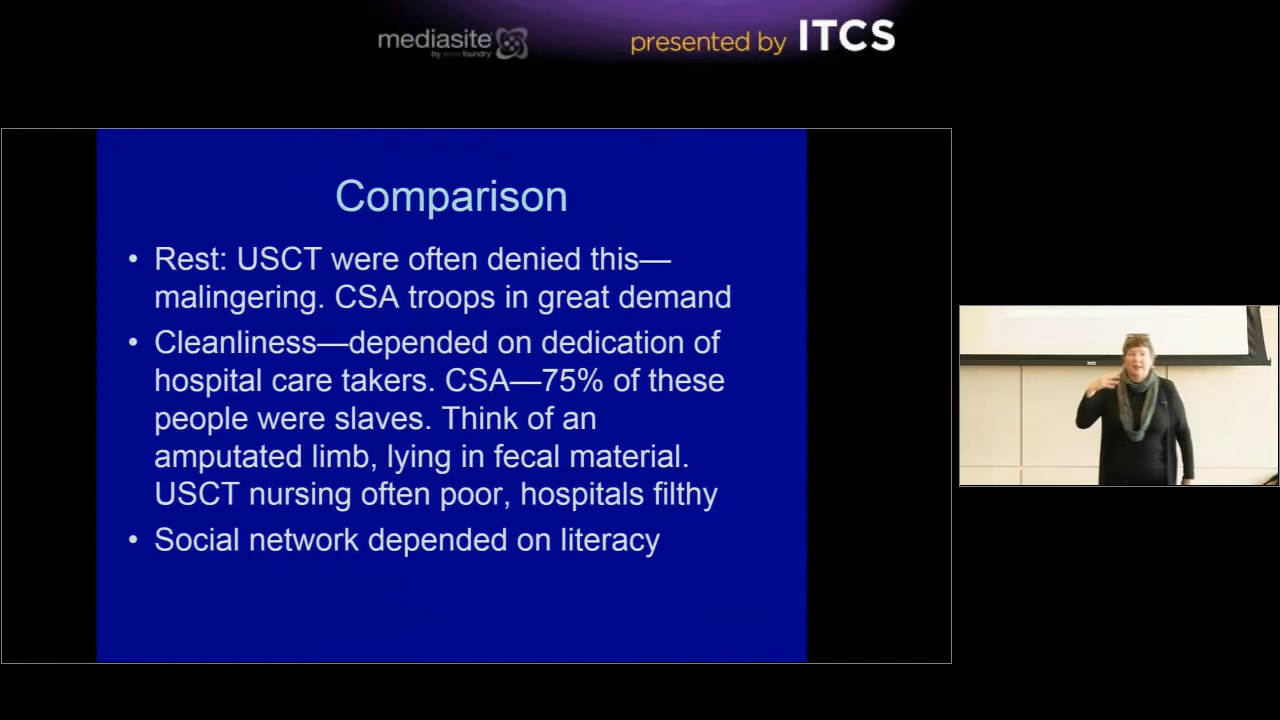 mediasite
by sonicfoundry
presented by ITCS
Comparison
• Rest: USCT were often denied this—
malingering. CSA troops in great demand
• Cleanliness—depended on dedication of
hospital care takers. CSA—75% of these
people were slaves. Think of an
amputated limb, lying in fecal material.
USCT nursing often poor, hospitals filthy
• Social network depended on literacy